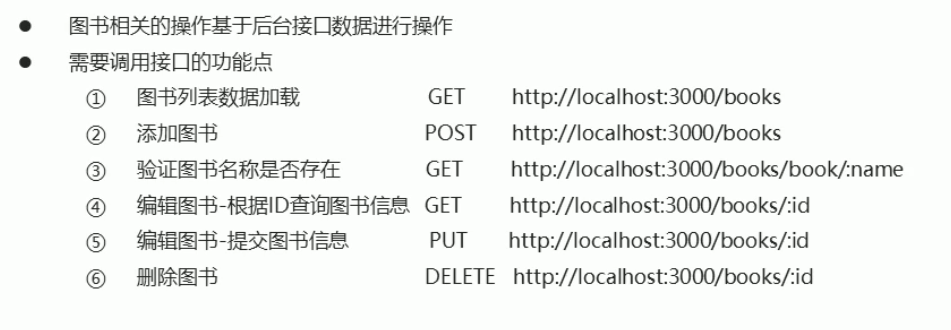 ● 图书相关的操作基于后台接口数据进行操作
● 需要调用接口的功能点
① 图书列表数据加载 GET http://localhost:3000/books
② 添加图书 POST http://localhost:3000/books
③ 验证图书名称是否存在 GET http://localhost:3000/books/book/:name
④ 编辑图书-根据ID查询图书信息 GET http://localhost:3000/books/:id
⑤ 编辑图书-提交图书信息 PUT http://localhost:3000/books/:id
⑥ 删除图书 DELETE http://localhost:3000/books/:id